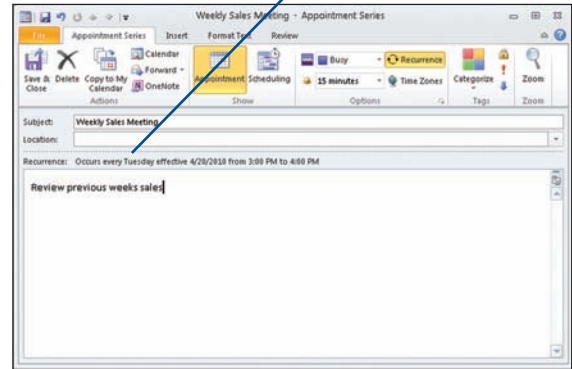 Weekly Sales Meeting - Appointment Series
File Appointment Series Insert Format Text Review
Save & Close Delete Copy to My Calendar Calendar Forward OneNote Appointment Scheduling Busy 15 minutes Recurrence Time Zones Categorize Zoom
Actions Show Options Tags Zoom
Subject: Weekly Sales Meeting
Location:
Recurrence: Occurs every Tuesday effective 4/20/2010 from 3:00 PM to 4:00 PM
Review previous weeks sales